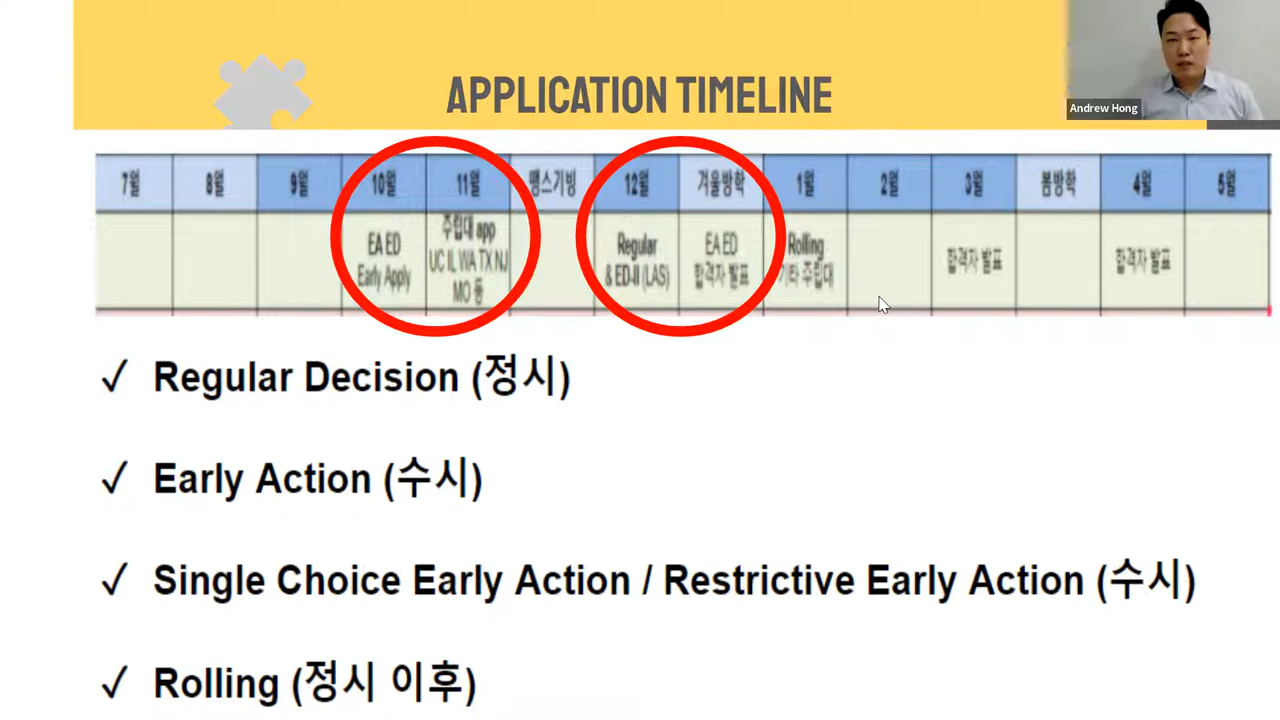 APPLICATION TIMELINE
Andrew Hong
7월 8월 9월 10월 11월 땡스기빙 12월 겨울방학 1월 2월 3월 봄방학 4월 5월
EA ED
Early Apply
주립대 app
UC IL WA TX NJ
MO 등
Regular
& ED-II (LAS)
EA ED
합격자 발표
Rolling
기타 주립대
합격자 발표
합격자 발표
✓ Regular Decision (정시)
✓ Early Action (수시)
✓ Single Choice Early Action / Restrictive Early Action (수시)
✓ Rolling (정시 이후)